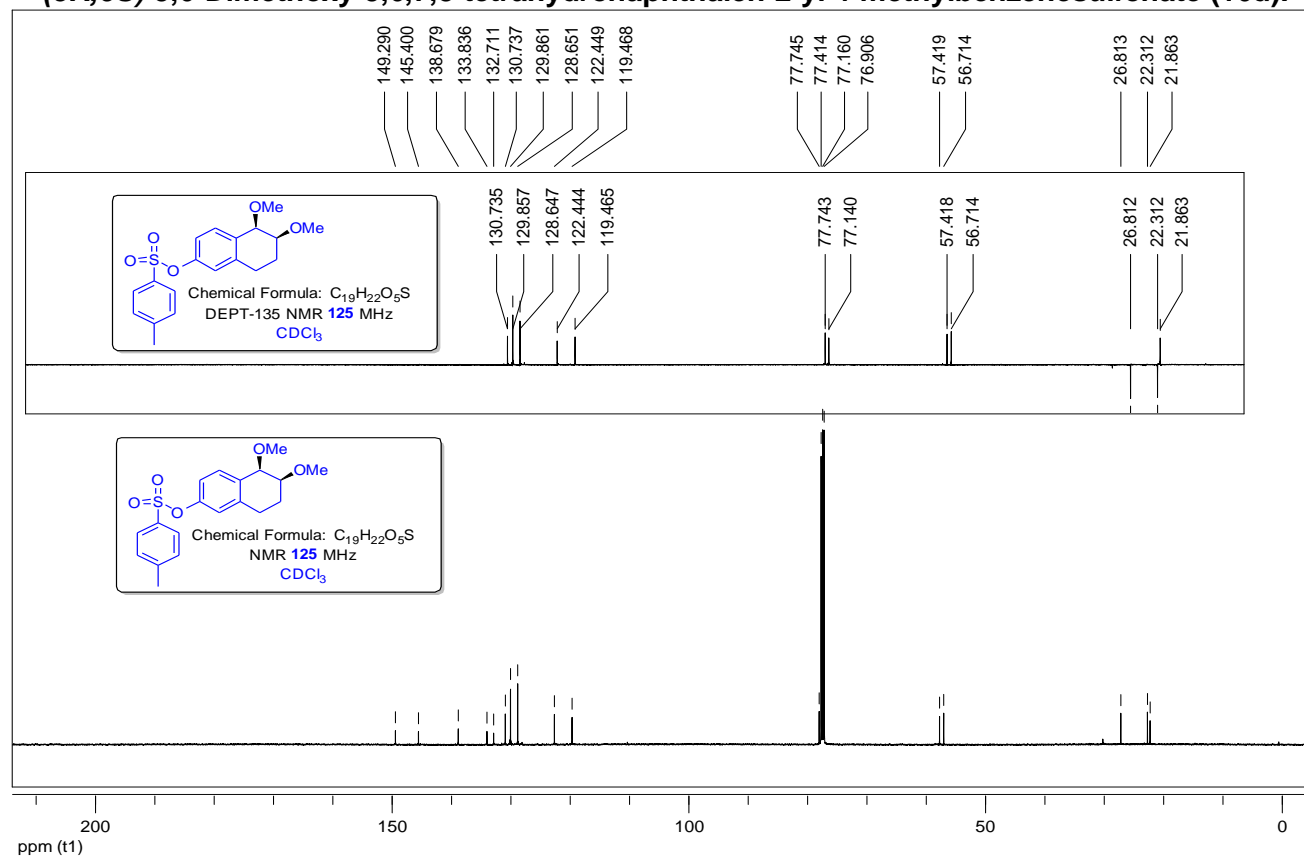 149.290
145.400
138.679
133.836
132.711
130.737
129.861
128.651
122.449
119.468
77.745
77.414
77.160
76.906
57.419
56.714
26.813
22.312
21.863
130.735
129.857
128.647
122.444
119.465
77.743
77.140
57.418
56.714
26.812
22.312
21.863
OMe
OMe
O
O=S
O
Chemical Formula: C19H22O5S
DEPT-135 NMR 125 MHz
CDCl3
OMe
OMe
O
O=S
O
Chemical Formula: C19H22O5S
NMR 125 MHz
CDCl3
200 150 100 50 0
ppm (t1)